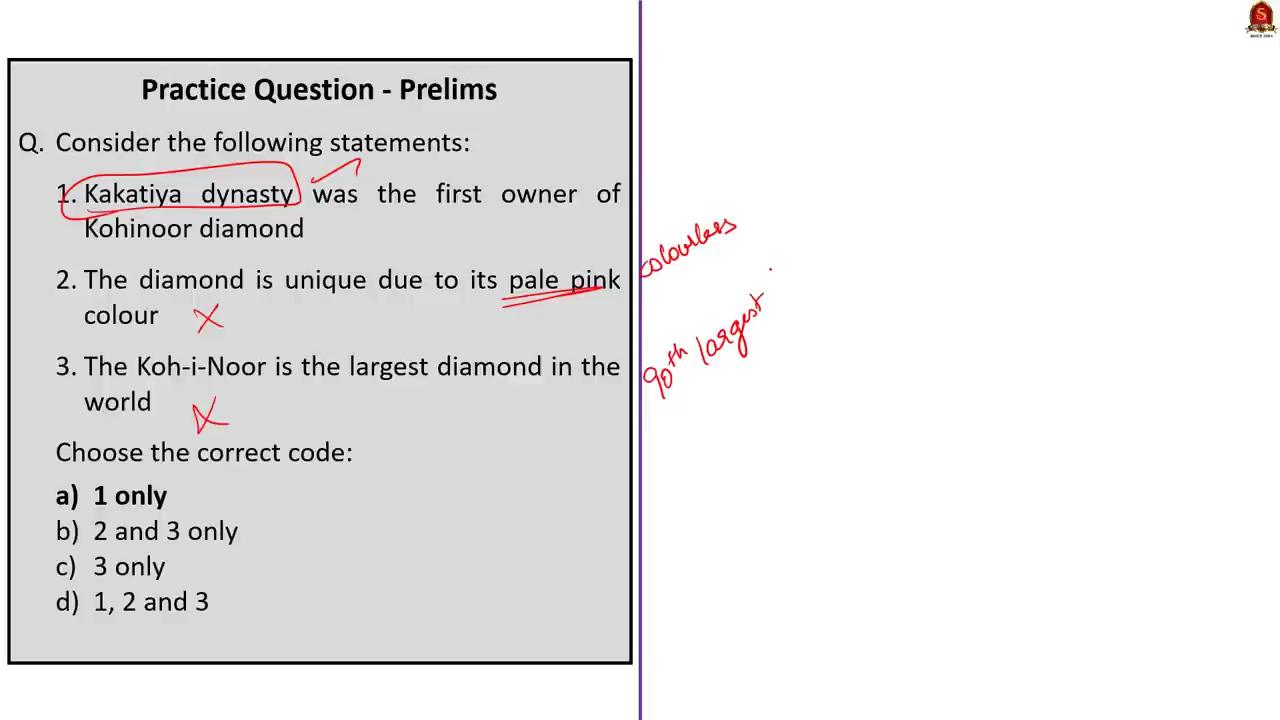 Practice Question - Prelims
Q. Consider the following statements:
1. Kakatiya dynasty was the first owner of
Kohinoor diamond
2. The diamond is unique due to its pale pink
colour
3. The Koh-i-Noor is the largest diamond in the
world
Choose the correct code:
a) 1 only
b) 2 and 3 only
c) 3 only
d) 1, 2 and 3
colourless
90th largest
S